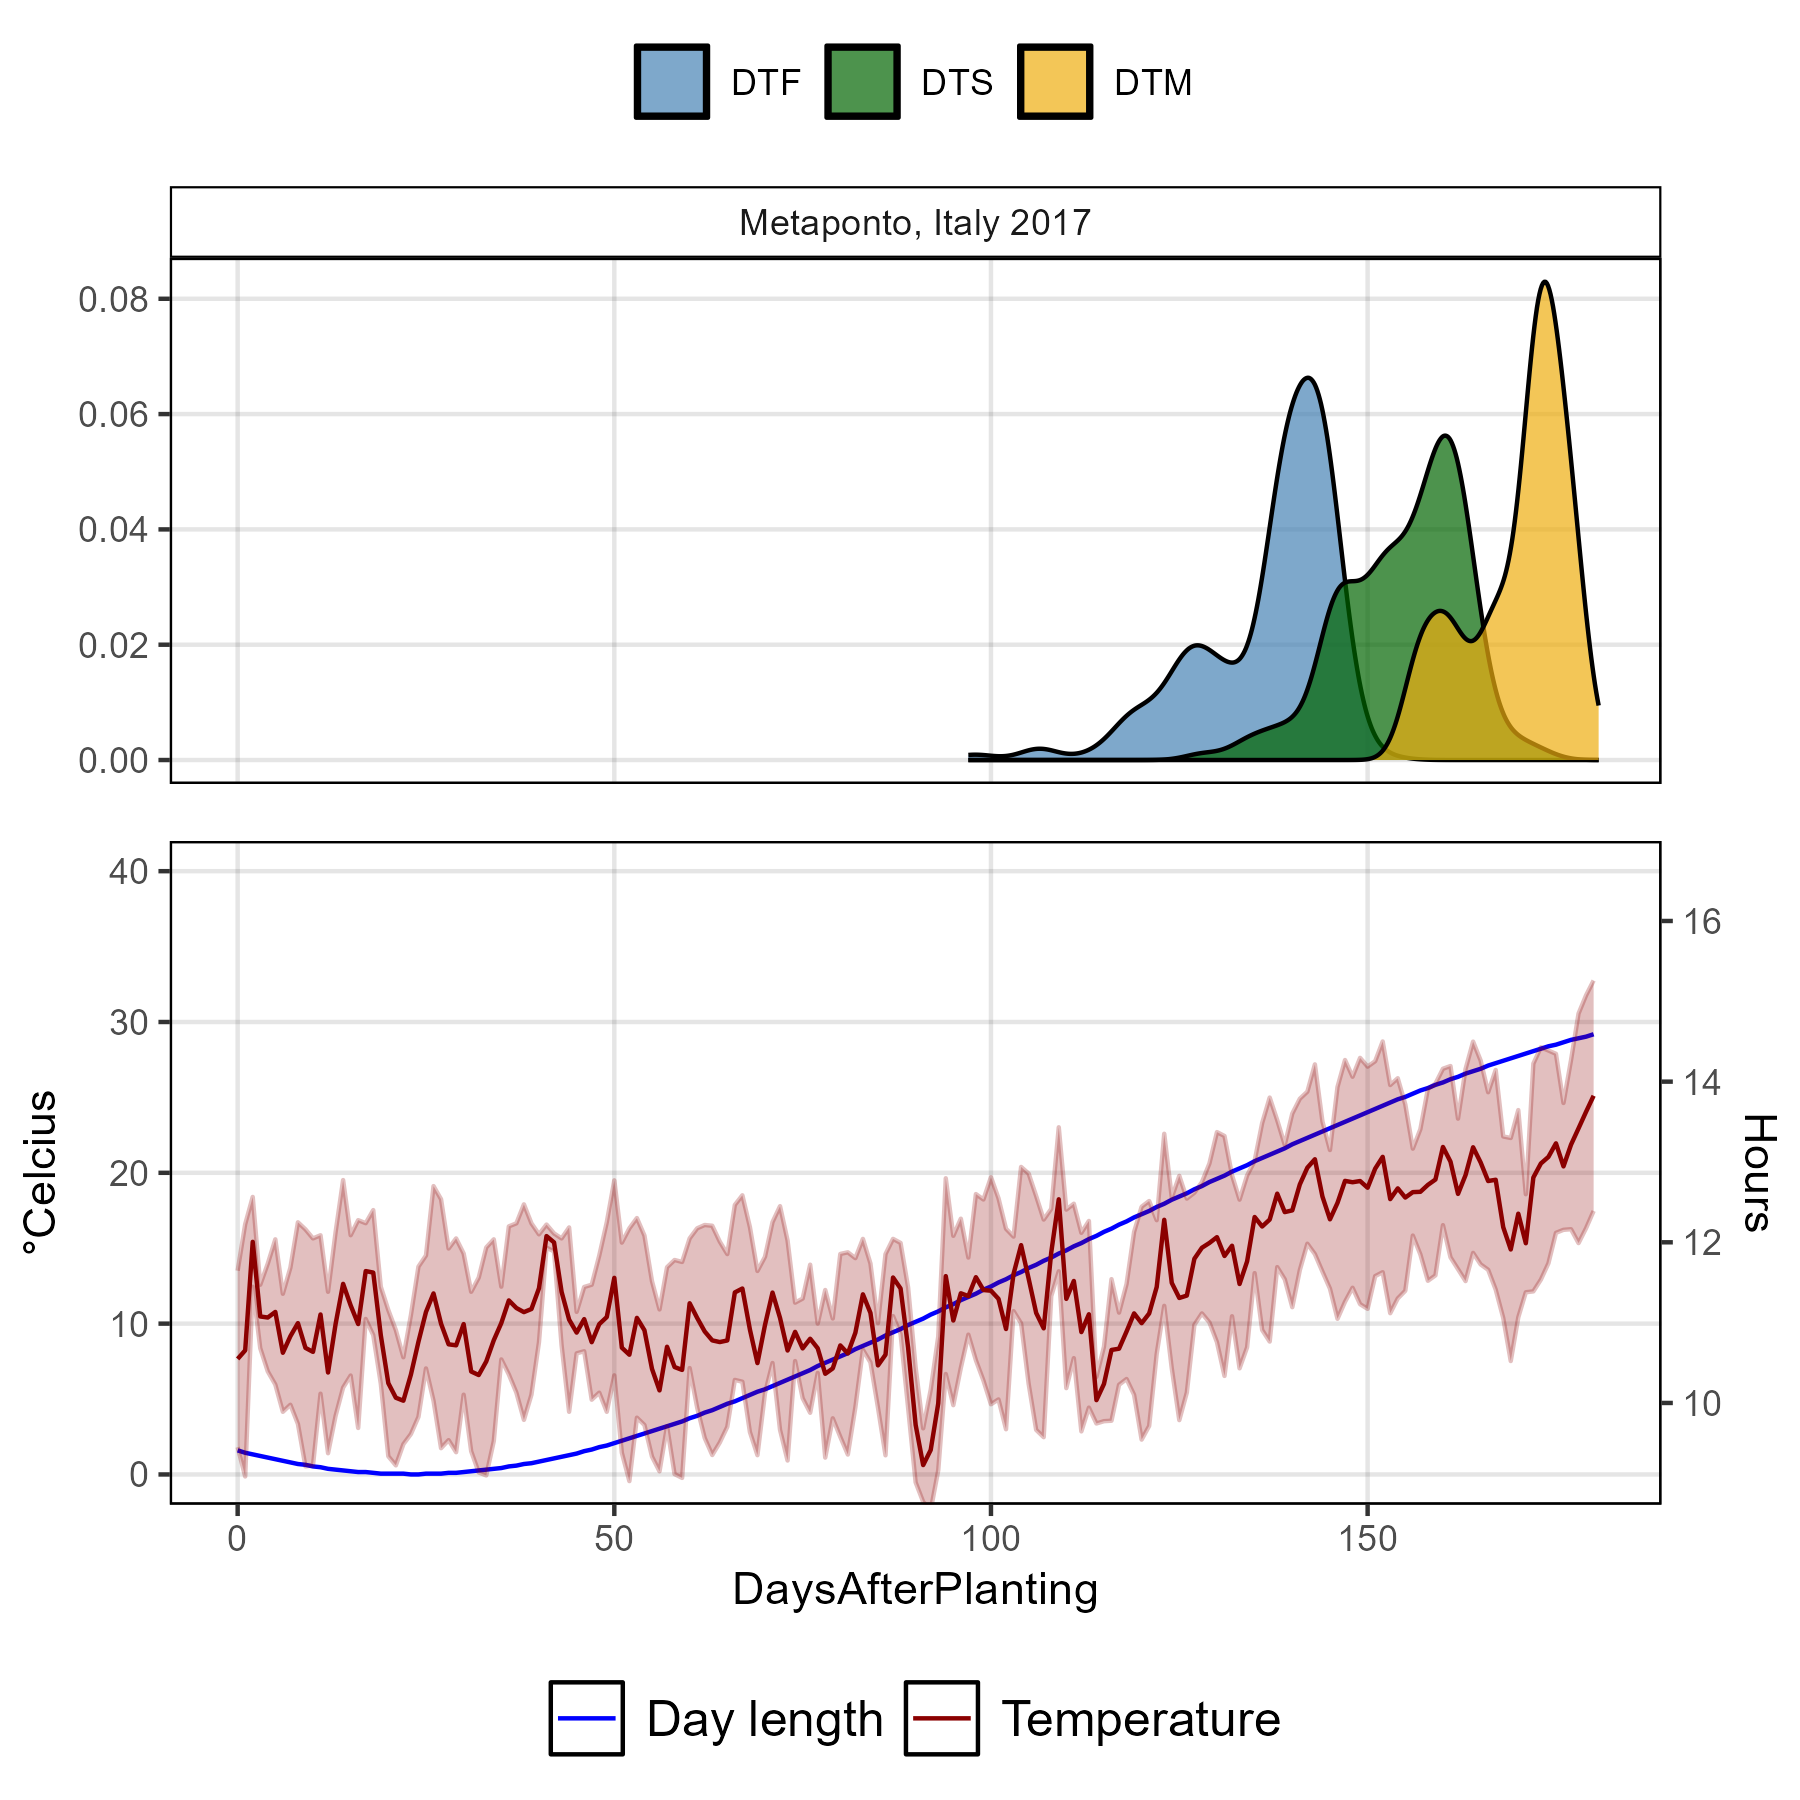 DTF DTS DTM
Metaponto, Italy 2017
0.08
0.06
0.04
0.02
0.00
40
30
20
10
0
°Celcius
16
14
12
10
Hours
0 50 100 150
DaysAfterPlanting
Day length Temperature